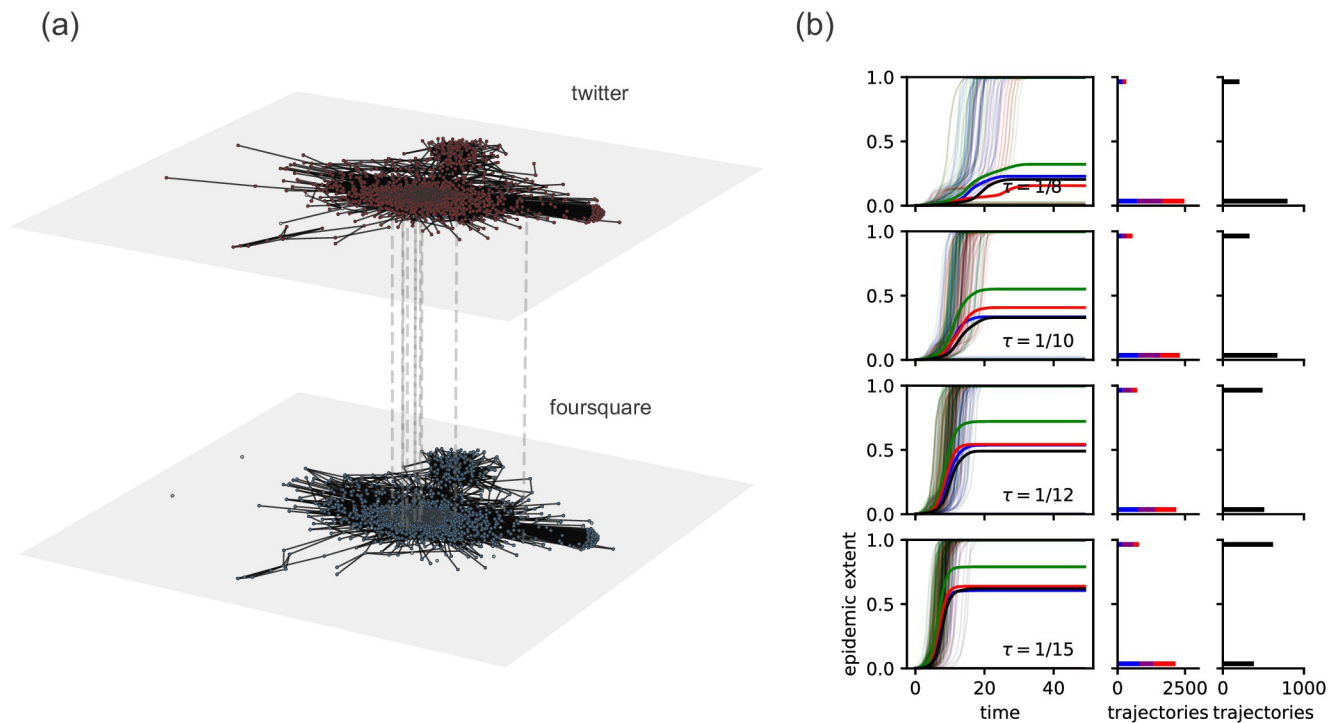 (a)
twitter
foursquare
(b)
1.0
0.5
0.0
τ = 1/8
1.0
0.5
0.0
τ = 1/10
1.0
0.5
0.0
τ = 1/12
1.0
0.5
0.0
τ = 1/15
epidemic extent
0 20 40 0 2500 0 1000
time trajectories trajectories